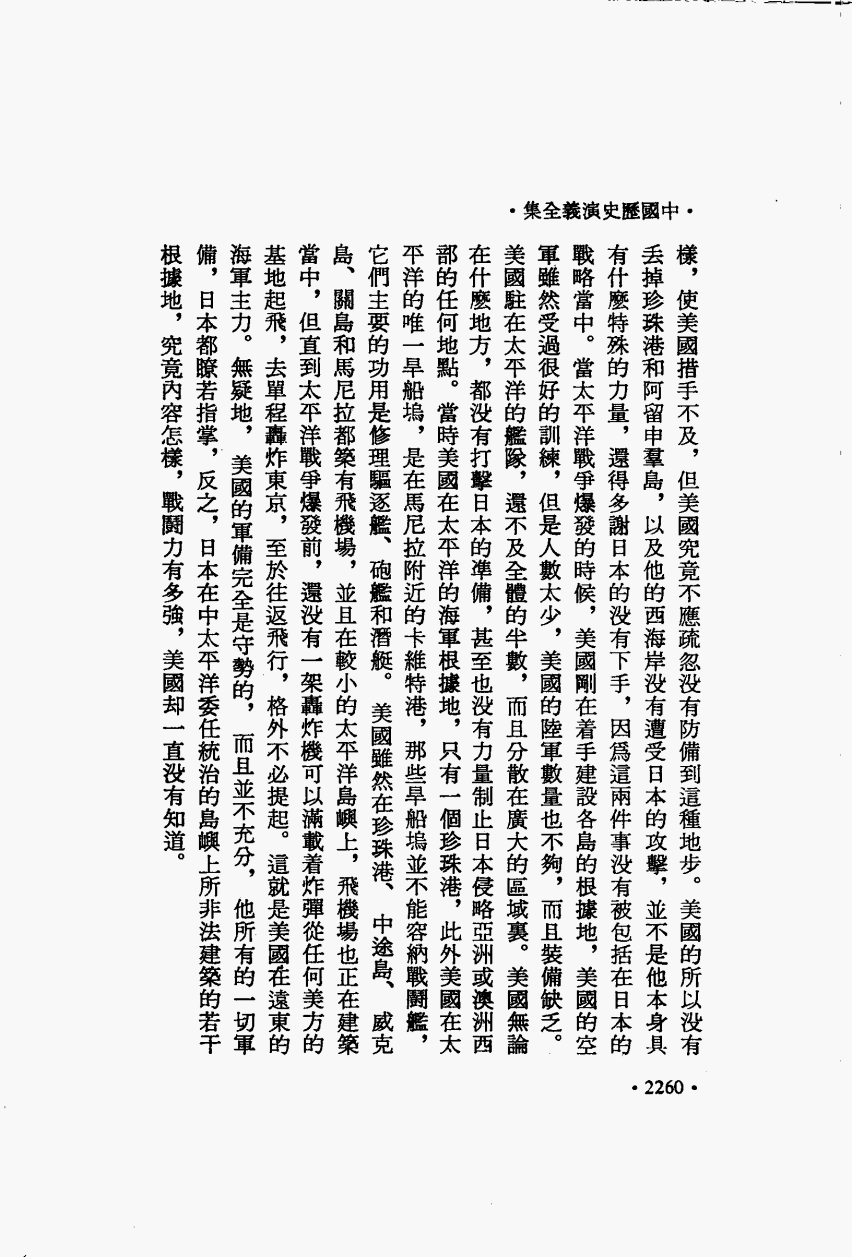 ·中國歷史演義全集·
樣，使美國措手不及，但美國究竟不應疏忽没有防備到這種地步。美國的所以没有
丢掉珍珠港和阿留申羣島，以及他的西海岸没有遭受日本的攻擊，並不是他本身具
有什麽特殊的力量，還得多謝日本的没有下手，因爲這兩件事没有被包括在日本的
戰略當中。當太平洋戰爭爆發的時候，美國剛在着手建設各島的根據地，美國的空
軍雖然受過很好的訓練，但是人數太少，美國的陸軍數量也不夠，而且裝備缺乏。
美國駐在太平洋的艦隊，還不及全體的半數，而且分散在廣大的區域裏。美國無論
在什麽地方，都没有打擊日本的準備，甚至也没有力量制止日本侵略亞洲或澳洲西
部的任何地點。當時美國在太平洋的海軍根據地，只有一個珍珠港，此外美國在太
平洋的唯一旱船塢，是在馬尼拉附近的卡維特港，那些旱船塢並不能容納戰鬪艦，
它們主要的功用是修理驅逐艦、砲艦和潛艇。美國雖然在珍珠港、中途島、威克
島、關島和馬尼拉都築有飛機場，並且在較小的太平洋島嶼上，飛機場也正在建築
當中，但直到太平洋戰爭爆發前，還没有一架轟炸機可以滿載着炸彈從任何美方的
基地起飛，去單程轟炸東京，至於往返飛行，格外不必提起。這就是美國在遠東的
海軍主力。無疑地，美國的軍備完全是守勢的，而且並不充分，他所有的一切軍
備，日本都瞭若指掌，反之，日本在中太平洋委任統治的島嶼上所非法建築的若干
根據地，究竟內容怎樣，戰鬪力有多強，美國却一直没有知道。
·2260·